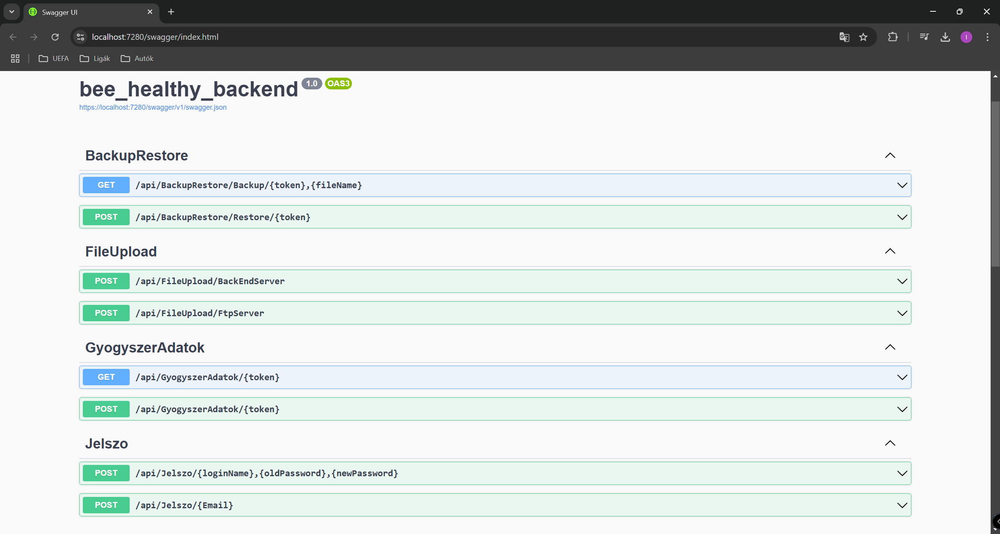 Swagger UI
localhost:7280/swagger/index.html
I
UEFA
Ligák
Autók
bee_healthy_backend 1.0 OAS3
https://localhost:7280/swagger/v1/swagger.json
BackupRestore
GET /api/BackupRestore/Backup/{token},{fileName}
POST /api/BackupRestore/Restore/{token}
FileUpload
POST /api/FileUpload/BackEndServer
POST /api/FileUpload/FtpServer
GyogyszerAdatok
GET /api/GyogyszerAdatok/{token}
POST /api/GyogyszerAdatok/{token}
Jelszo
POST /api/Jelszo/{loginName},{oldPassword},{newPassword}
POST /api/Jelszo/{Email}